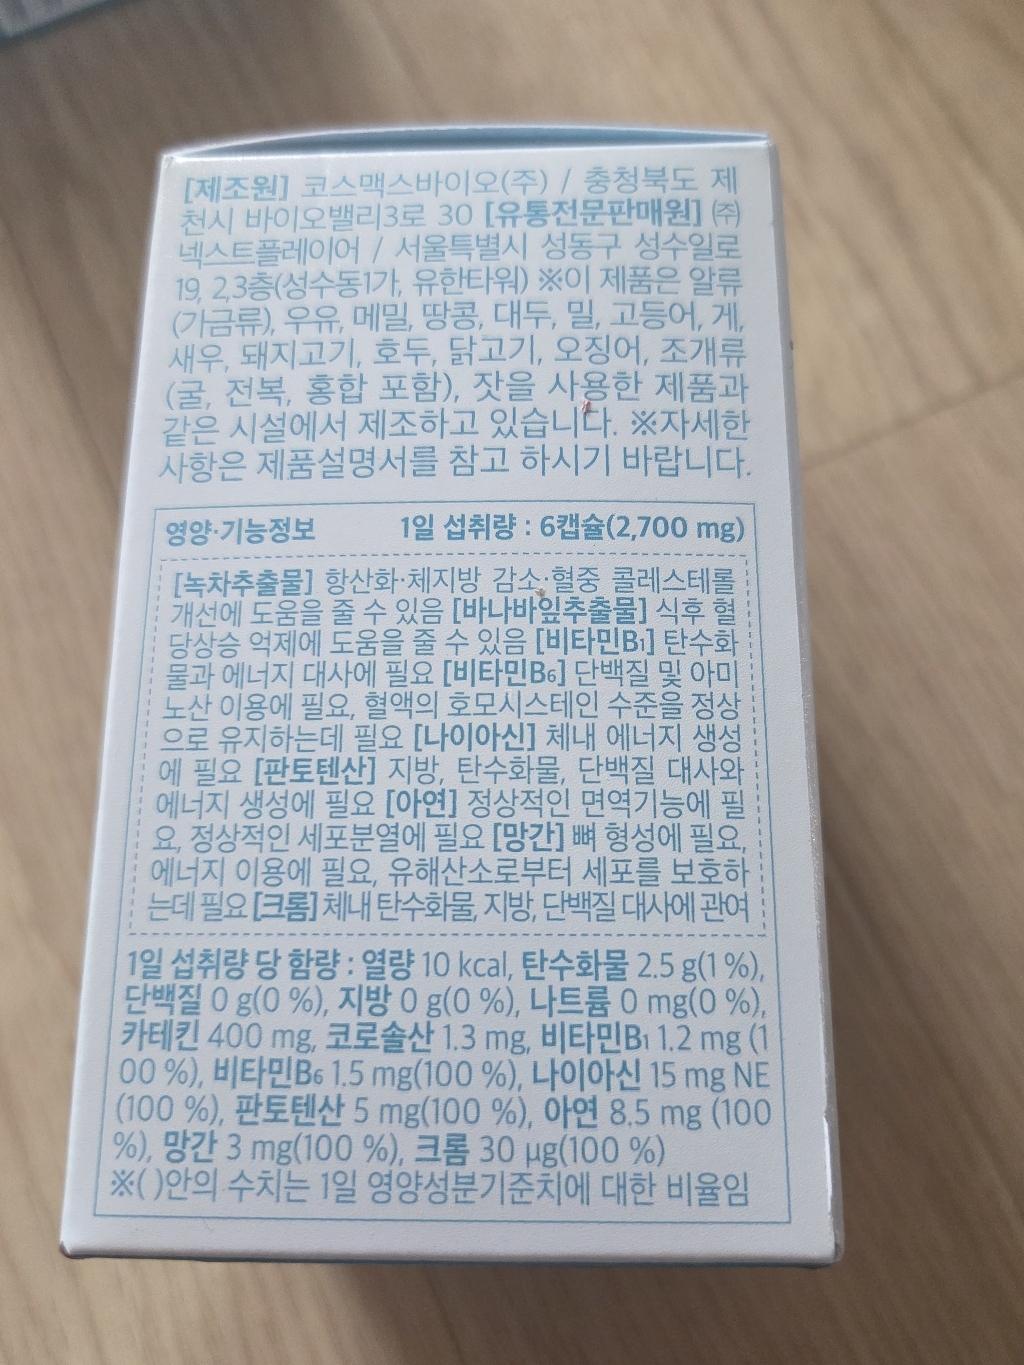 [제조원] 코스맥스바이오(주) / 충청북도 제
천시 바이오밸리3로 30 [유통전문판매원] ㈜
넥스트플레이어 / 서울특별시 성동구 성수일로
19, 2,3층(성수동1가, 유한타워) ※이 제품은 알류
(가금류), 우유, 메밀, 땅콩, 대두, 밀, 고등어, 게,
새우, 돼지고기, 호두, 닭고기, 오징어, 조개류
(굴, 전복, 홍합 포함), 잣을 사용한 제품과
같은 시설에서 제조하고 있습니다. ※자세한
사항은 제품설명서를 참고 하시기 바랍니다.
영양·기능정보 1일 섭취량 : 6캡슐(2,700 mg)
[녹차추출물] 항산화·체지방 감소·혈중 콜레스테롤
개선에 도움을 줄 수 있음 [바나바잎추출물] 식후 혈
당상승 억제에 도움을 줄 수 있음 [비타민B₁] 탄수화
물과 에너지 대사에 필요 [비타민B₆] 단백질 및 아미
노산 이용에 필요, 혈액의 호모시스테인 수준을 정상
으로 유지하는데 필요 [나이아신] 체내 에너지 생성
에 필요 [판토텐산] 지방, 탄수화물, 단백질 대사와
에너지 생성에 필요 [아연] 정상적인 면역기능에 필
요, 정상적인 세포분열에 필요 [망간] 뼈 형성에 필요,
에너지 이용에 필요, 유해산소로부터 세포를 보호하
는데 필요 [크롬] 체내 탄수화물, 지방, 단백질 대사에 관여
1일 섭취량 당 함량 : 열량 10 kcal, 탄수화물 2.5 g(1 %),
단백질 0 g(0 %), 지방 0 g(0 %), 나트륨 0 mg(0 %),
카테킨 400 mg, 코로솔산 1.3 mg, 비타민B₁ 1.2 mg (1
00 %), 비타민B₆ 1.5 mg(100 %), 나이아신 15 mg NE
(100 %), 판토텐산 5 mg(100 %), 아연 8.5 mg (100
%), 망간 3 mg(100 %), 크롬 30 µg(100 %)
※( )안의 수치는 1일 영양성분기준치에 대한 비율임